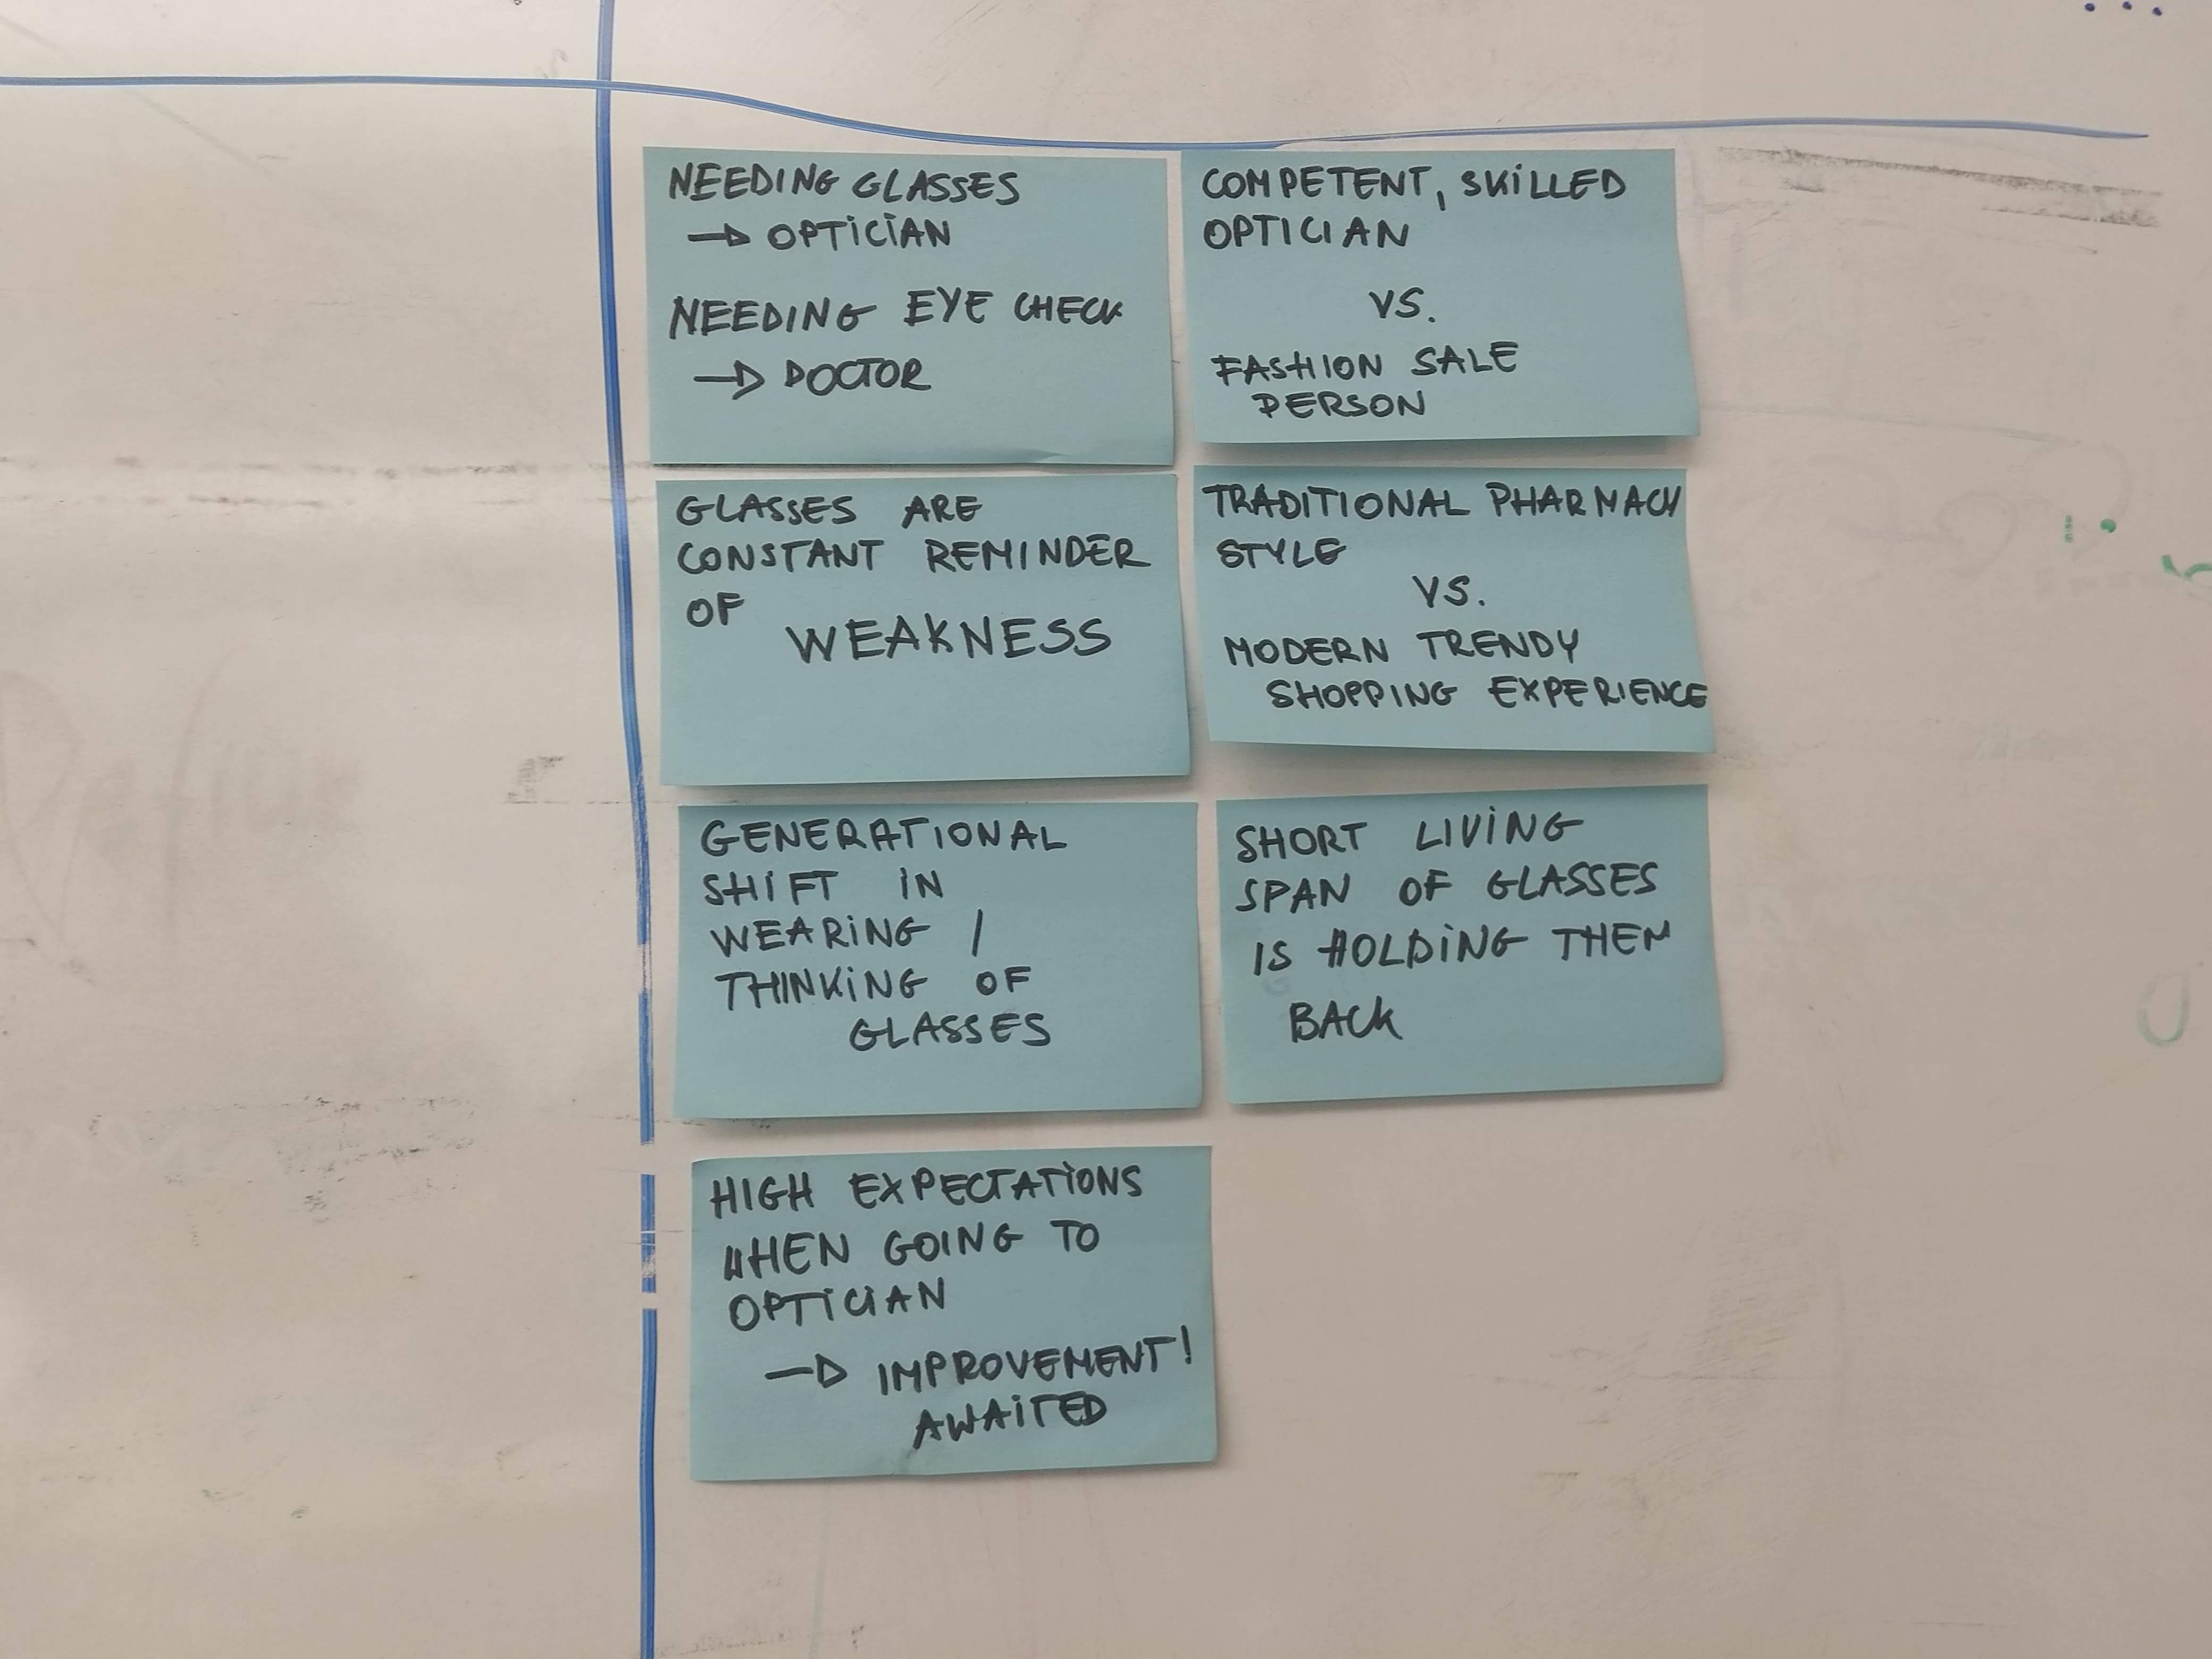 NEEDING GLASSES
→ OPTICIAN
NEEDING EYE CHECK
→ DOCTOR
COMPETENT, SKILLED
OPTICIAN
VS.
FASHION SALE
PERSON
GLASSES ARE
CONSTANT REMINDER
OF
WEAKNESS
TRADITIONAL PHARMACY
STYLE
VS.
MODERN TRENDY
SHOPPING EXPERIENCE
GENERATIONAL
SHIFT IN
WEARING /
THINKING OF
GLASSES
SHORT LIVING
SPAN OF GLASSES
IS HOLDING THEM
BACK
HIGH EXPECTATIONS
WHEN GOING TO
OPTICIAN
→ IMPROVEMENT!
AWAITED